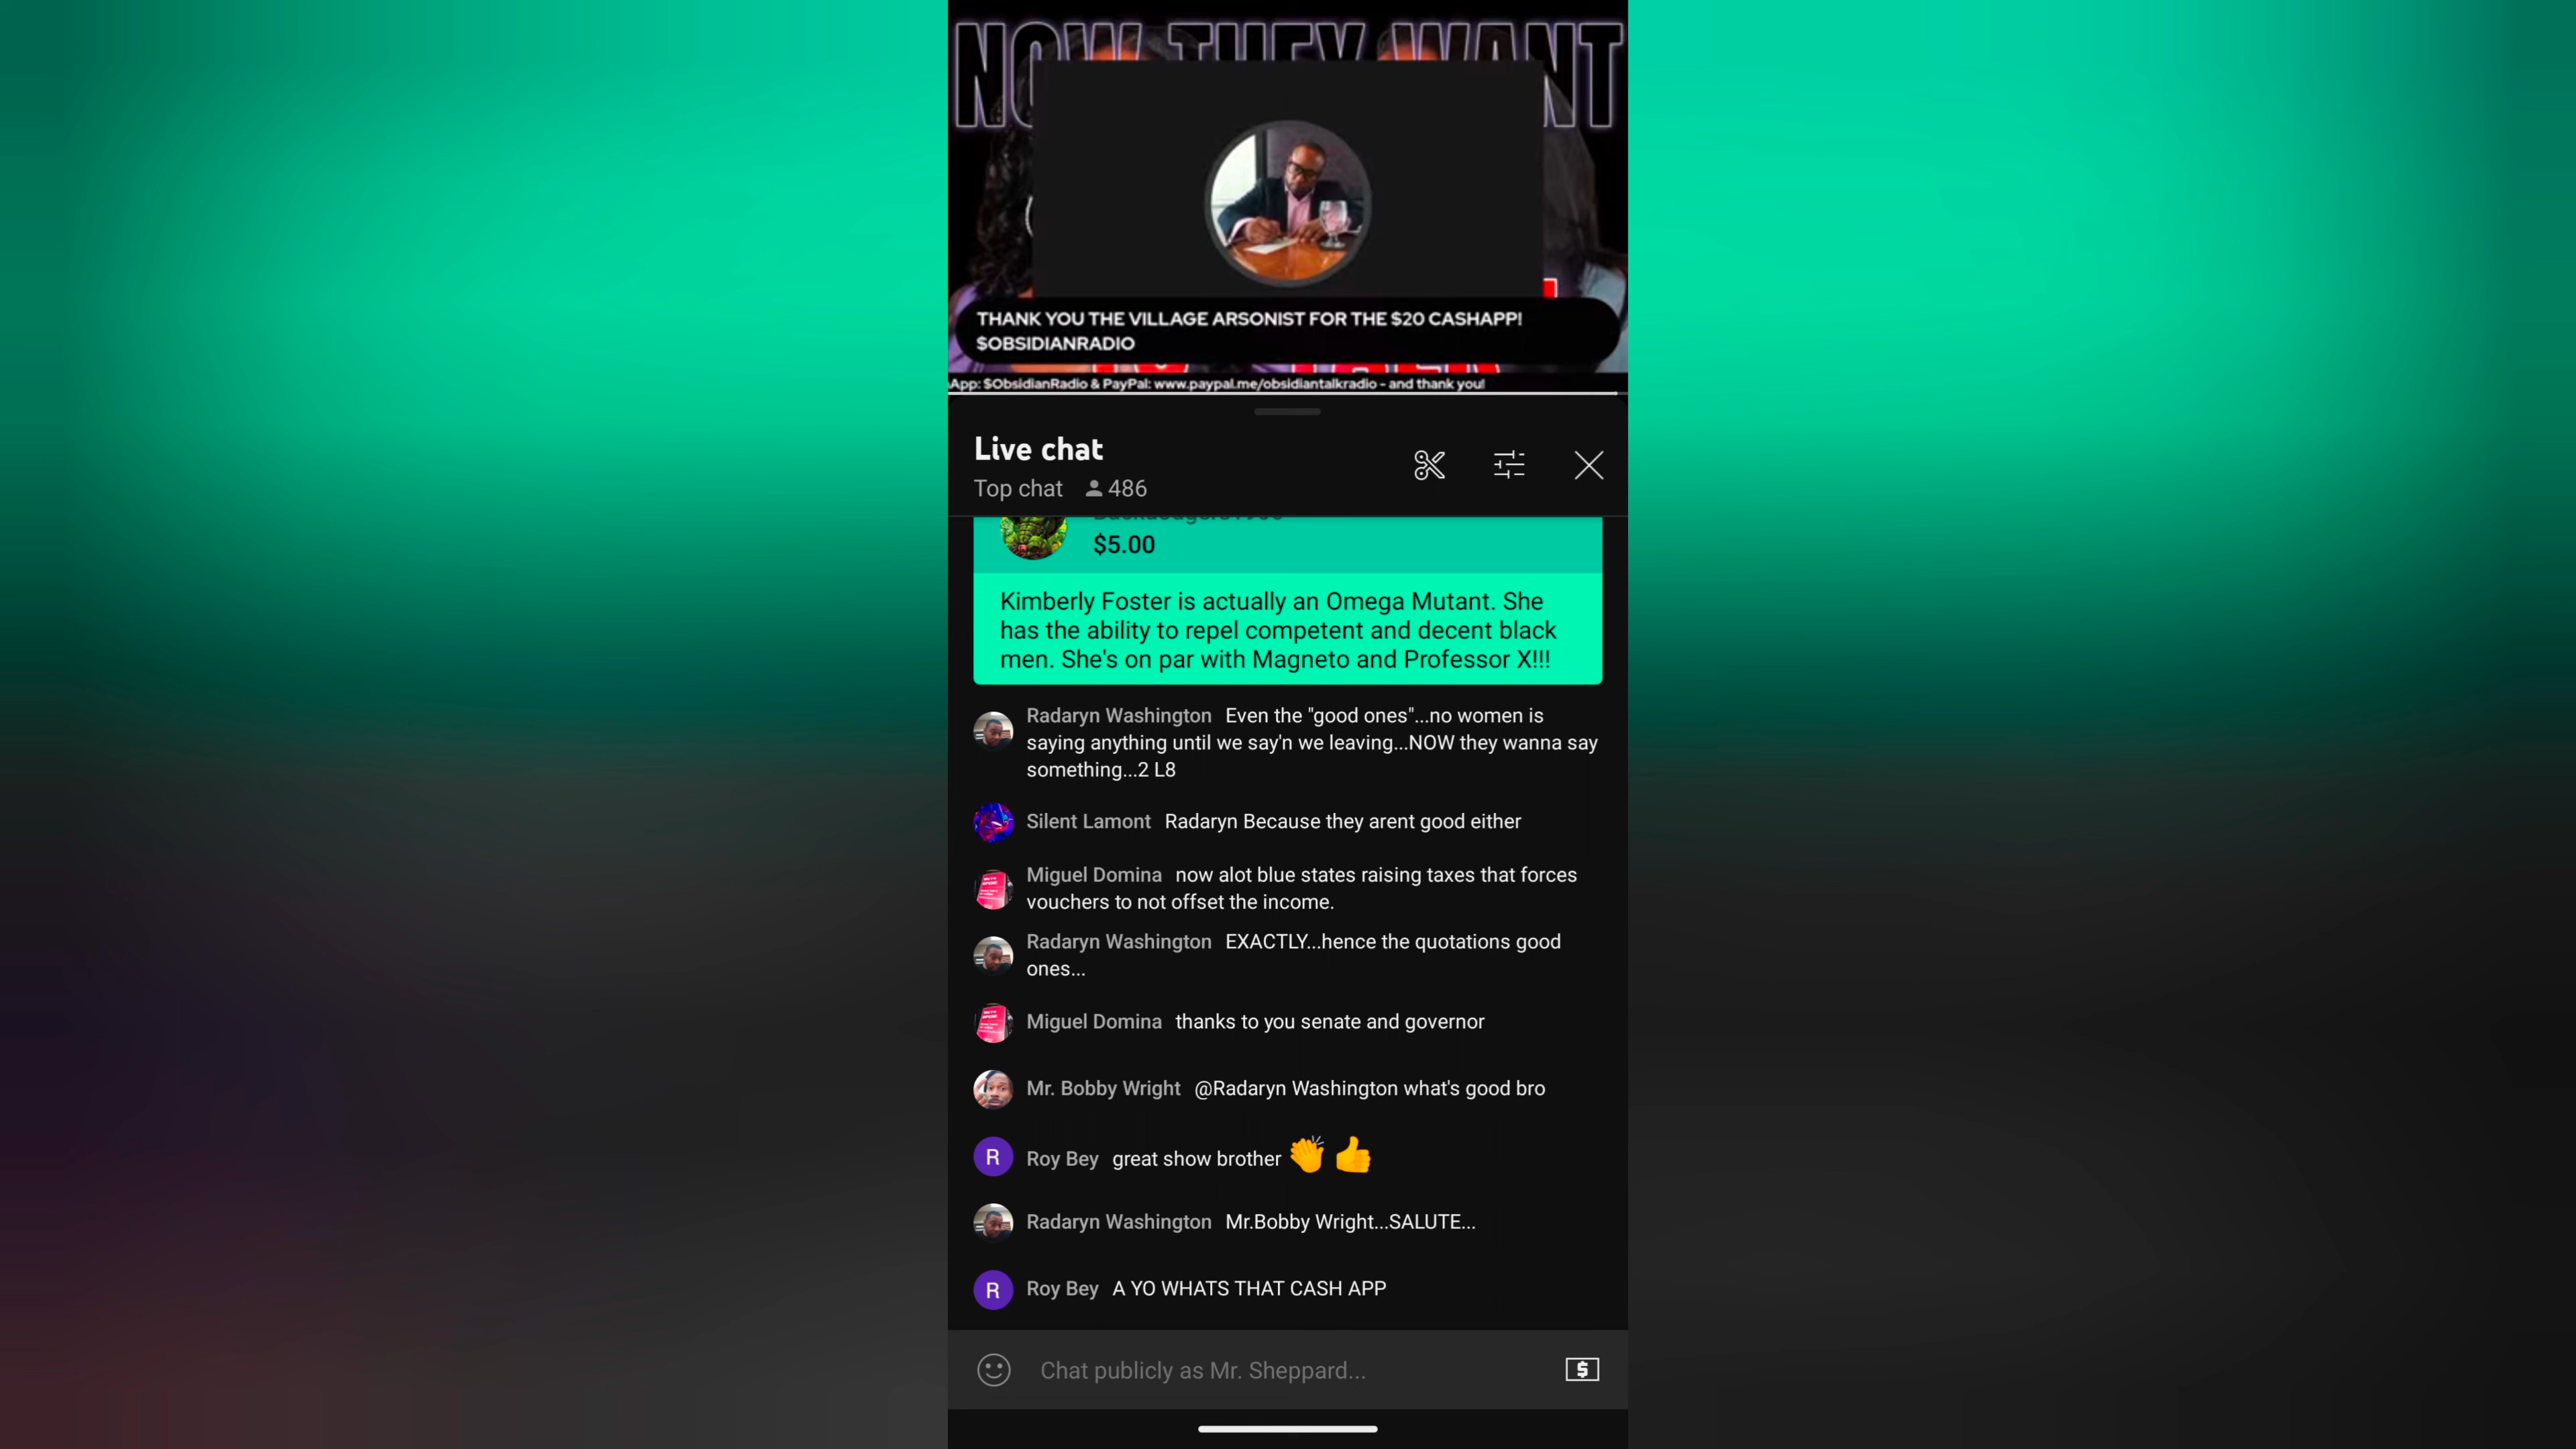 NOW THEY WANT
THANK YOU THE VILLAGE ARSONIST FOR THE $20 CASHAPP!
$OBSIDIANRADIO
App: $ObsidianRadio & PayPal: www.paypal.me/obsidiantalkradio - and thank you!
Live chat
Top chat 486
$5.00
Kimberly Foster is actually an Omega Mutant. She
has the ability to repel competent and decent black
men. She's on par with Magneto and Professor X!!!
Radaryn Washington Even the "good ones"...no women is
saying anything until we say'n we leaving...NOW they wanna say
something...2 L8
Silent Lamont Radaryn Because they arent good either
Miguel Domina now alot blue states raising taxes that forces
vouchers to not offset the income.
Radaryn Washington EXACTLY...hence the quotations good
ones...
Miguel Domina thanks to you senate and governor
Mr. Bobby Wright @Radaryn Washington what's good bro
R Roy Bey great show brother 👏 👍
Radaryn Washington Mr.Bobby Wright...SALUTE...
R Roy Bey A YO WHATS THAT CASH APP
Chat publicly as Mr. Sheppard...